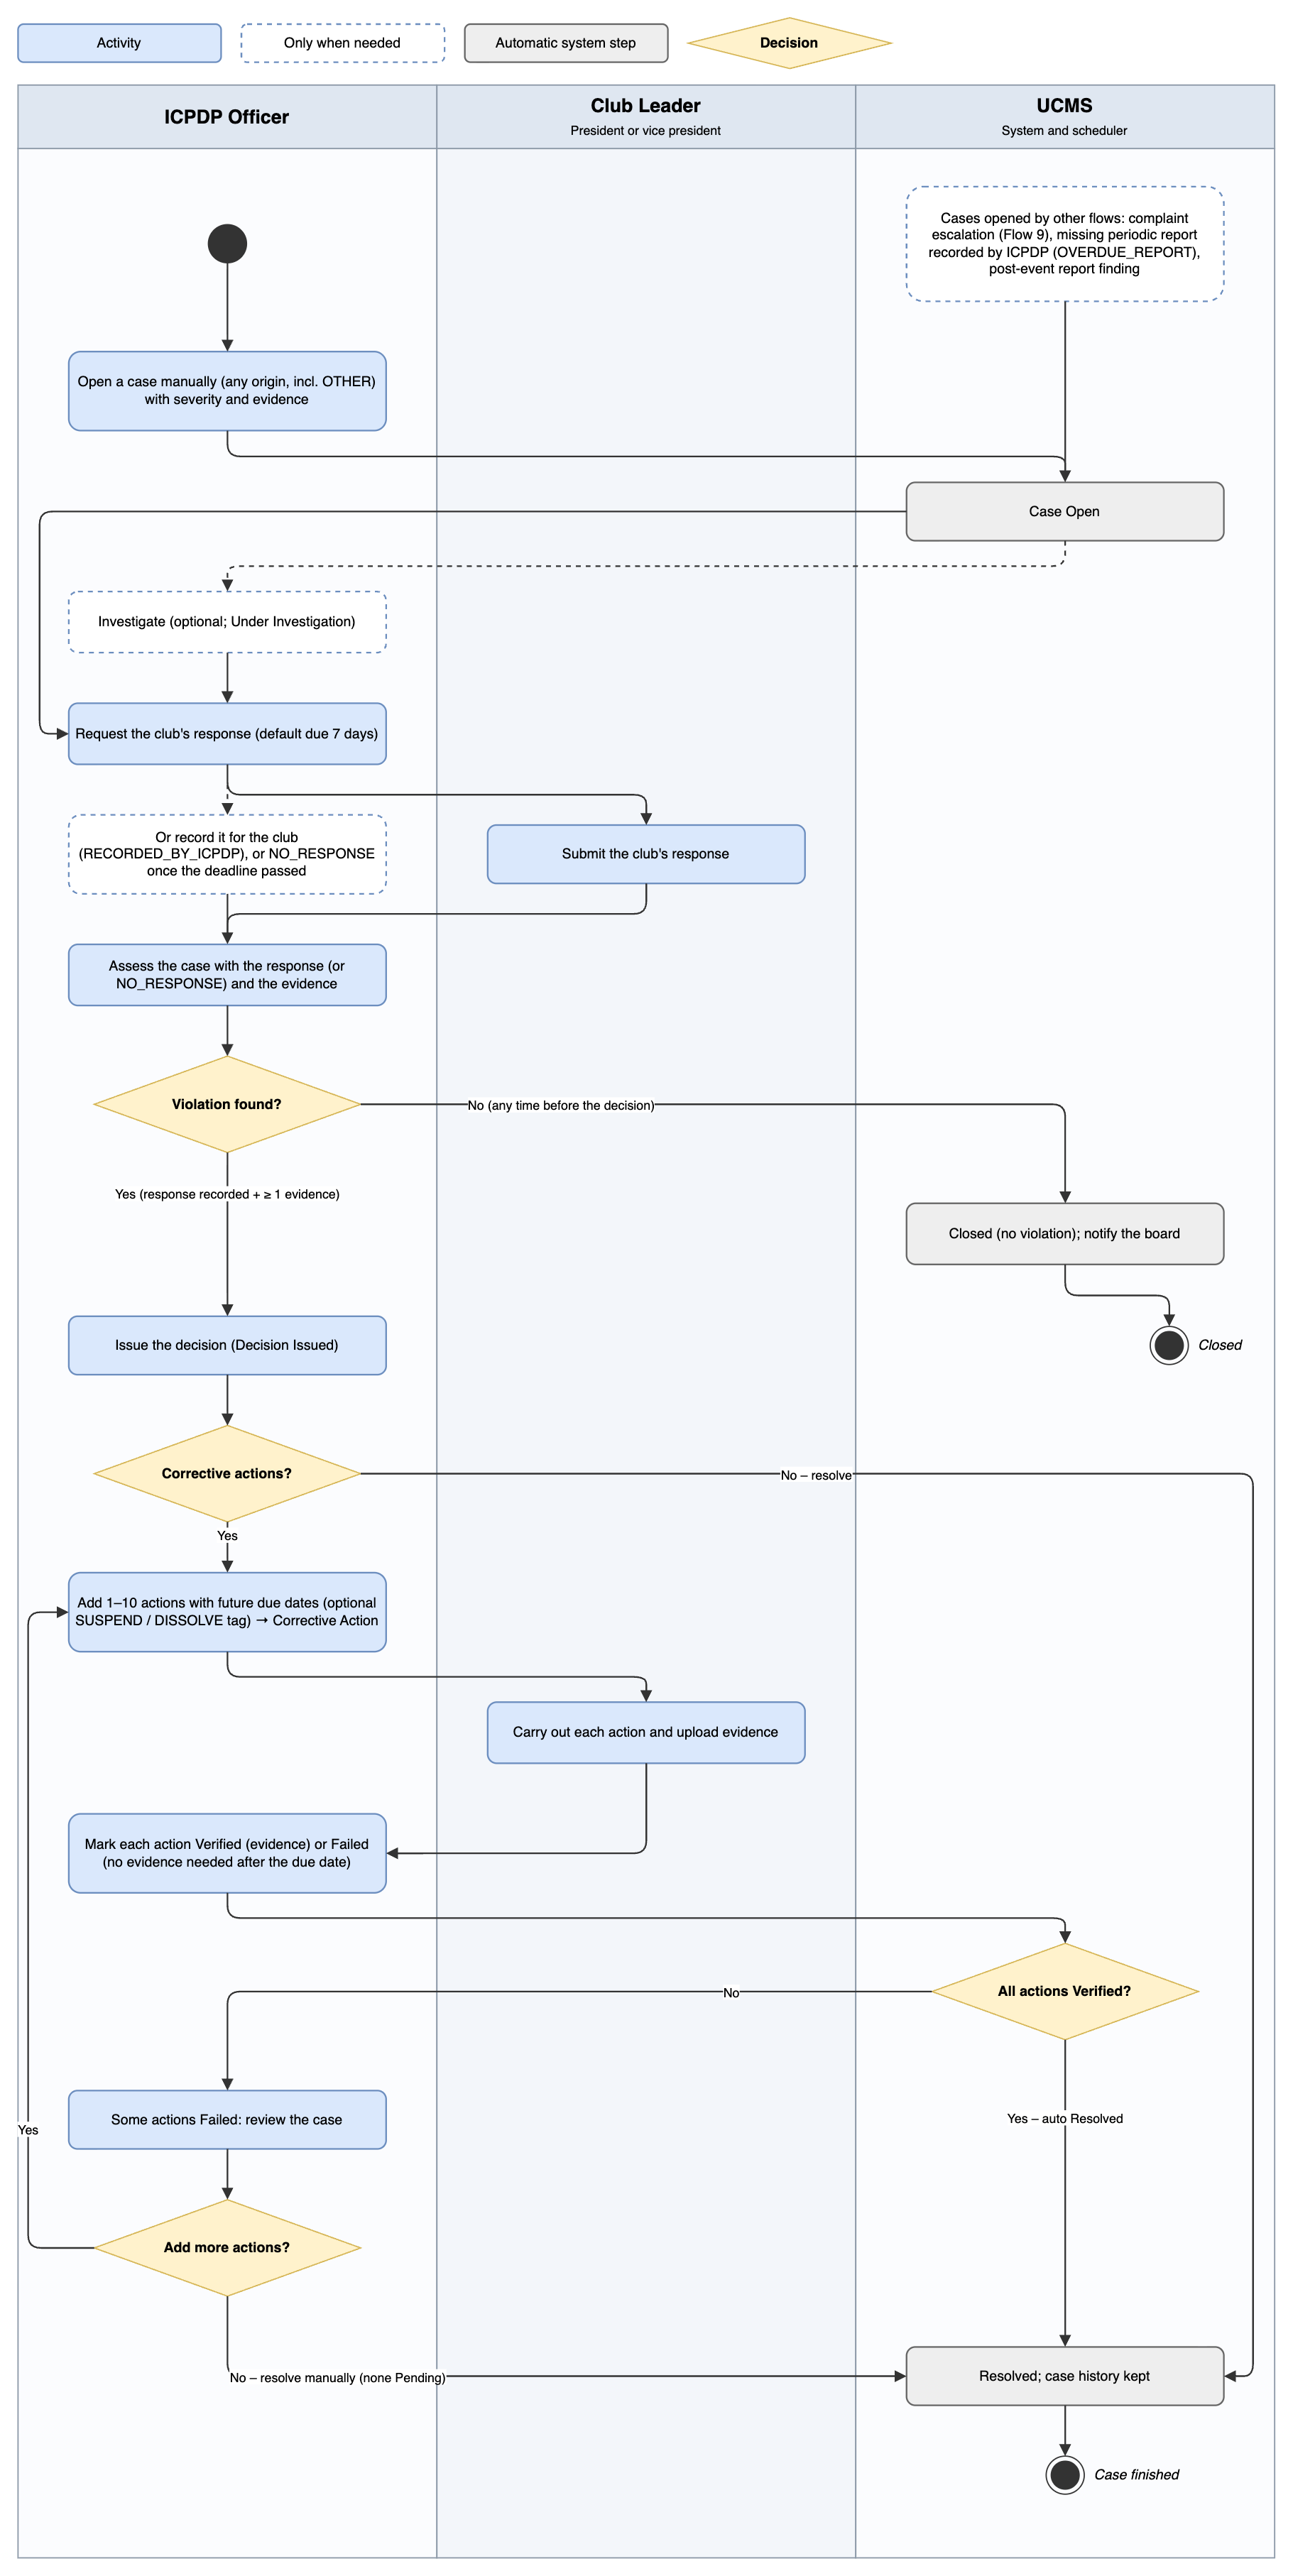 Activity
Only when needed
Automatic system step
Decision
ICPDP Officer
Club Leader
President or vice president
UCMS
System and scheduler
Cases opened by other flows: complaint
escalation (Flow 9), missing periodic report
recorded by ICPDP (OVERDUE_REPORT),
post-event report finding
Open a case manually (any origin, incl. OTHER)
with severity and evidence
Case Open
Investigate (optional; Under Investigation)
Request the club's response (default due 7 days)
Or record it for the club
(RECORDED_BY_ICPDP), or NO_RESPONSE
once the deadline passed
Submit the club's response
Assess the case with the response (or
NO_RESPONSE) and the evidence
Violation found?
No (any time before the decision)
Yes (response recorded + ≥ 1 evidence)
Closed (no violation); notify the board
Issue the decision (Decision Issued)
Closed
Corrective actions?
No – resolve
Yes
Add 1–10 actions with future due dates (optional
SUSPEND / DISSOLVE tag) → Corrective Action
Carry out each action and upload evidence
Mark each action Verified (evidence) or Failed
(no evidence needed after the due date)
All actions Verified?
No
Some actions Failed: review the case
Yes – auto Resolved
Yes
Add more actions?
No – resolve manually (none Pending)
Resolved; case history kept
Case finished